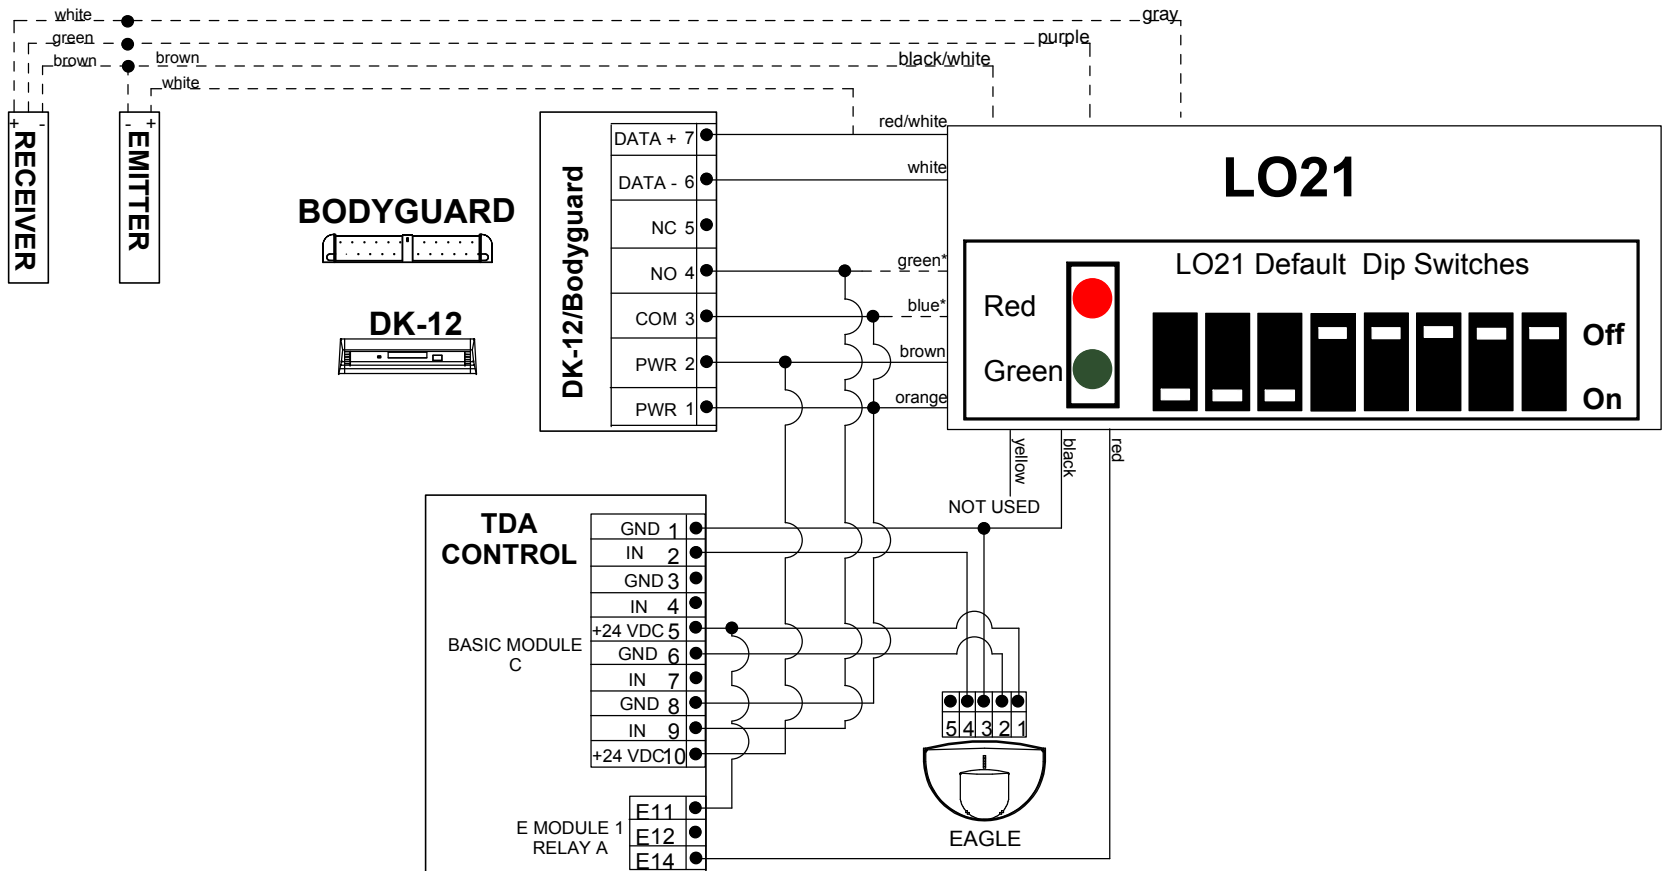 white
gray
green
purple
brown
brown
black/white
white
+ -
- +
RECEIVER
EMITTER
BODYGUARD
DK-12
DK-12/Bodyguard
DATA + 7
DATA - 6
NC 5
NO 4
COM 3
PWR 2
PWR 1
red/white
white
green*
blue*
brown
orange
LO21
LO21 Default Dip Switches
Red
Green
Off
On
yellow
black
red
NOT USED
TDA
CONTROL
GND 1
IN 2
GND 3
IN 4
+24 VDC 5
GND 6
IN 7
GND 8
IN 9
+24 VDC 10
BASIC MODULE
C
E MODULE 1
RELAY A
E11
E12
E14
5 4 3 2 1
EAGLE